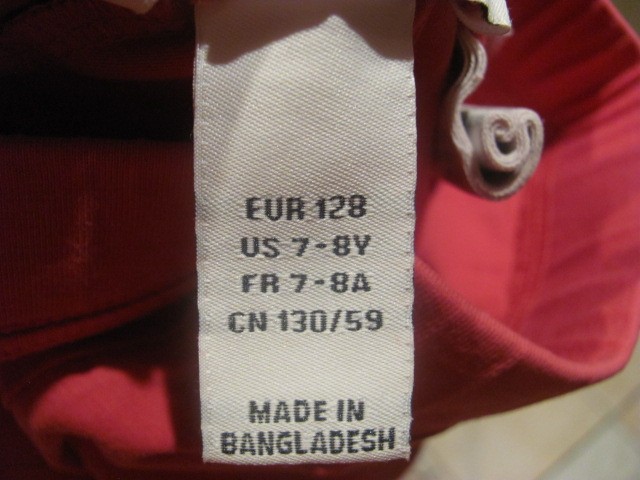 EUR 128
US 7-8Y
FR 7-8A
CN 130/59
MADE IN
BANGLADESH